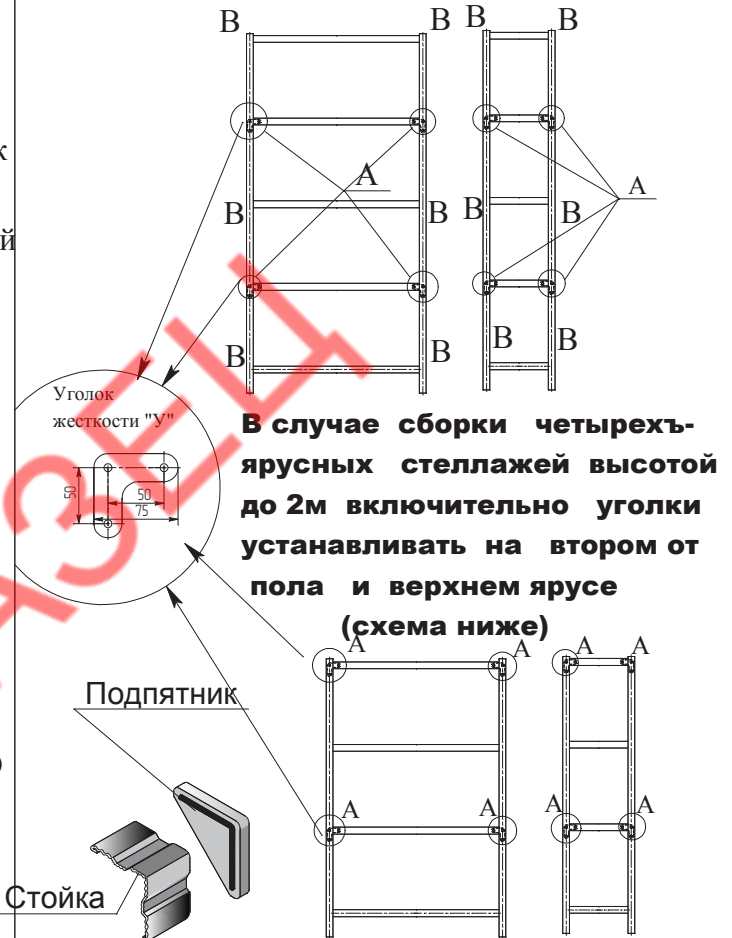 В В В В
к
А
А
В В В В
й
В В В В
Уголок
жесткости "У"
50
50
75
В случае сборки четырехъ-
ярусных стеллажей высотой
до 2м включительно уголки
устанавливать на втором от
пола и верхнем ярусе
(схема ниже)
А А А А
Подпятник
А А А А
Стойка